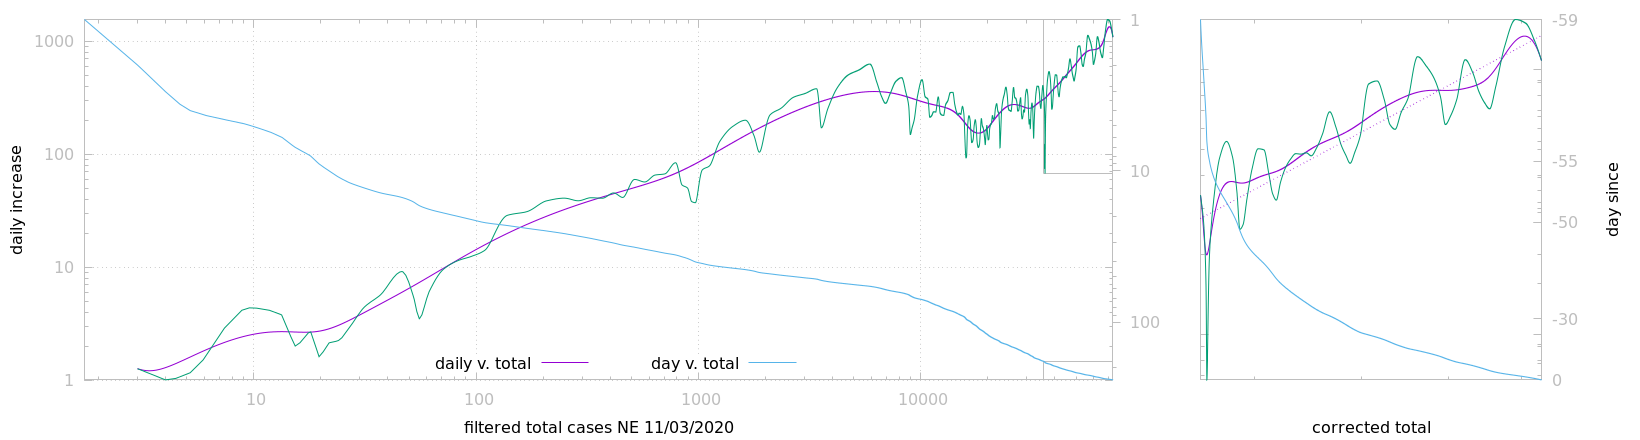 1000
100
10
1
daily increase
daily v. total
day v. total
10
100
1000
10000
filtered total cases NE 11/03/2020
1
10
100
-59
-55
-50
-30
0
day since
corrected total